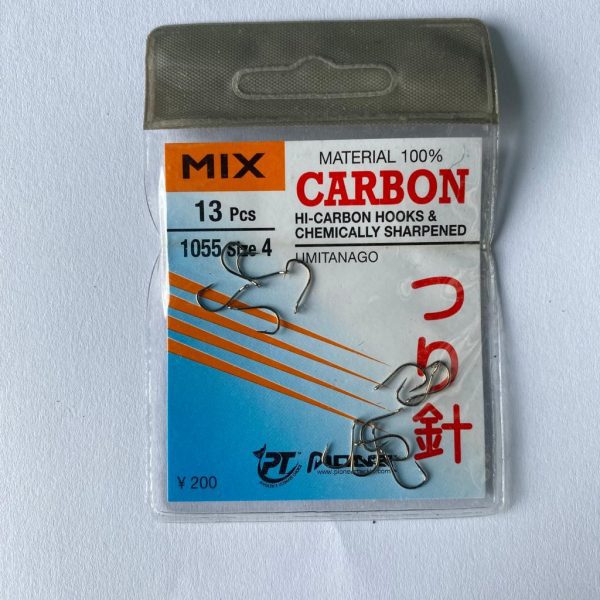 MIX
13 Pcs
1055 Size 4
MATERIAL 100%
CARBON
HI-CARBON HOOKS &
CHEMICALLY SHARPENED
UMITANAGO
つり針
PT
¥ 200